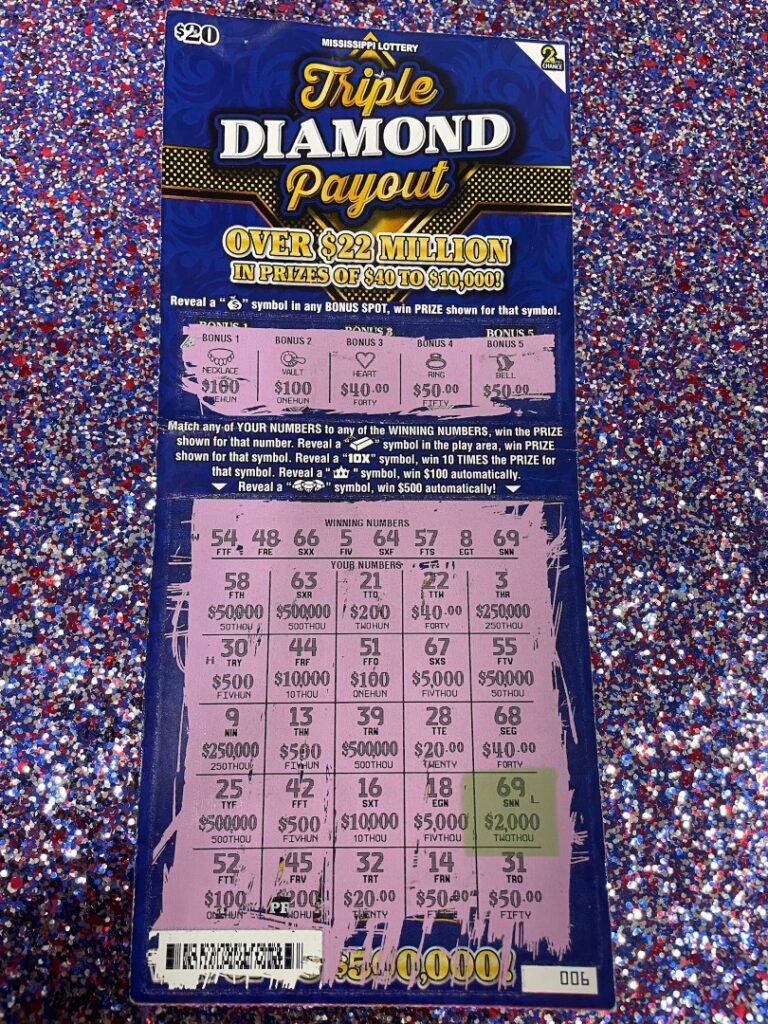 $20
MISSISSIPPI LOTTERY
2nd CHANCE
Triple
DIAMOND
Payout
OVER $22 MILLION
IN PRIZES OF $40 TO $10,000!
Reveal a " " symbol in any BONUS SPOT, win PRIZE shown for that symbol.
BONUS 1 BONUS 3 BONUS 5
BONUS 1 BONUS 2 BONUS 3 BONUS 4 BONUS 5
NECKLACE VAULT HEART RING BELL
$100 $100 $40.00 $50.00 $50.00
ONEHUN FORTY FIFTY
Match any of YOUR NUMBERS to any of the WINNING NUMBERS, win the PRIZE
shown for that number. Reveal a " " symbol in the play area, win PRIZE
shown for that symbol. Reveal a "10X" symbol, win 10 TIMES the PRIZE for
that symbol. Reveal a " " symbol, win $100 automatically.
Reveal a " " symbol, win $500 automatically!
WINNING NUMBERS
54 48 66 5 64 57 8 69
FTF FRE SXX FIV SXF FTS EGT SNN
YOUR NUMBERS
58 63 21 22 3
FTH SXR TTO TTW THR
$50,000 $500,000 $200 $40.00 $250,000
50THOU 500THOU TWOHUN FORTY 250THOU
30 44 51 67 55
TRY FRF FFO SXS FTV
$500 $10,000 $100 $5,000 $50,000
FIVHUN 10THOU ONEHUN FIVTHOU 50THOU
9 13 39 28 68
NIN THN TRN TTE SEG
$250,000 $500 $500,000 $20.00 $40.00
250THOU FIVHUN 500THOU TWENTY FORTY
25 42 16 18 69
TYF FFT SXT EGN SNN L
$500,000 $500 $10,000 $5,000 $2,000
500THOU FIVHUN 10THOU FIVTHOU TWOTHOU
52 45 32 14 31
FTT FRV TRT FRN TRO
$100 200 $20.00 $50.00 $50.00
ONEHUN TWENTY FIFTY
$500,000!
006